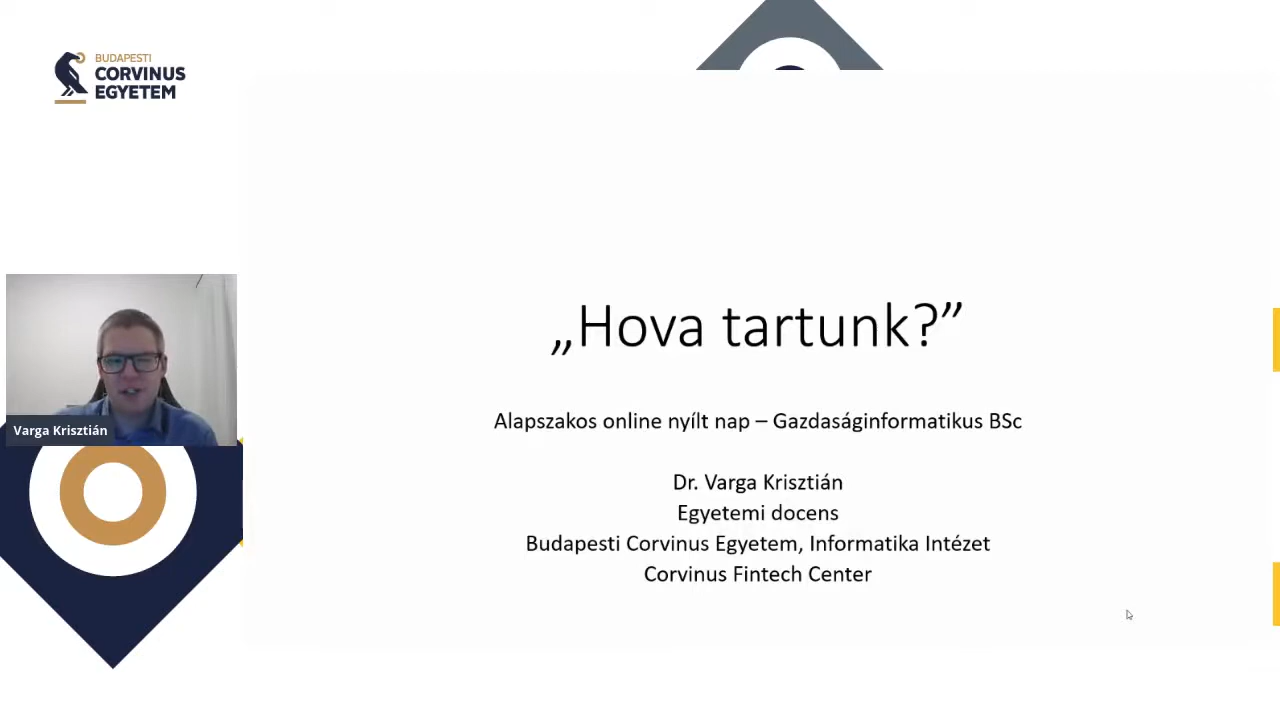 BUDAPESTI
CORVINUS
EGYETEM
„Hova tartunk?”
Alapszakos online nyílt nap – Gazdaságinformatikus BSc
Varga Krisztián
Dr. Varga Krisztián
Egyetemi docens
Budapesti Corvinus Egyetem, Informatika Intézet
Corvinus Fintech Center